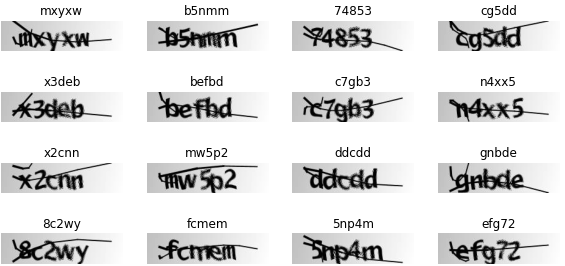 mxyxw b5nmm 74853 cg5dd
mxyxw b5nmm 74853 cg5dd
x3deb befbd c7gb3 n4xx5
x3deb befbd c7gb3 n4xx5
x2cnn mw5p2 ddcdd gnbde
x2cnn mw5p2 ddcdd gnbde
8c2wy fcmem 5np4m efg72
8c2wy fcmem 5np4m efg72